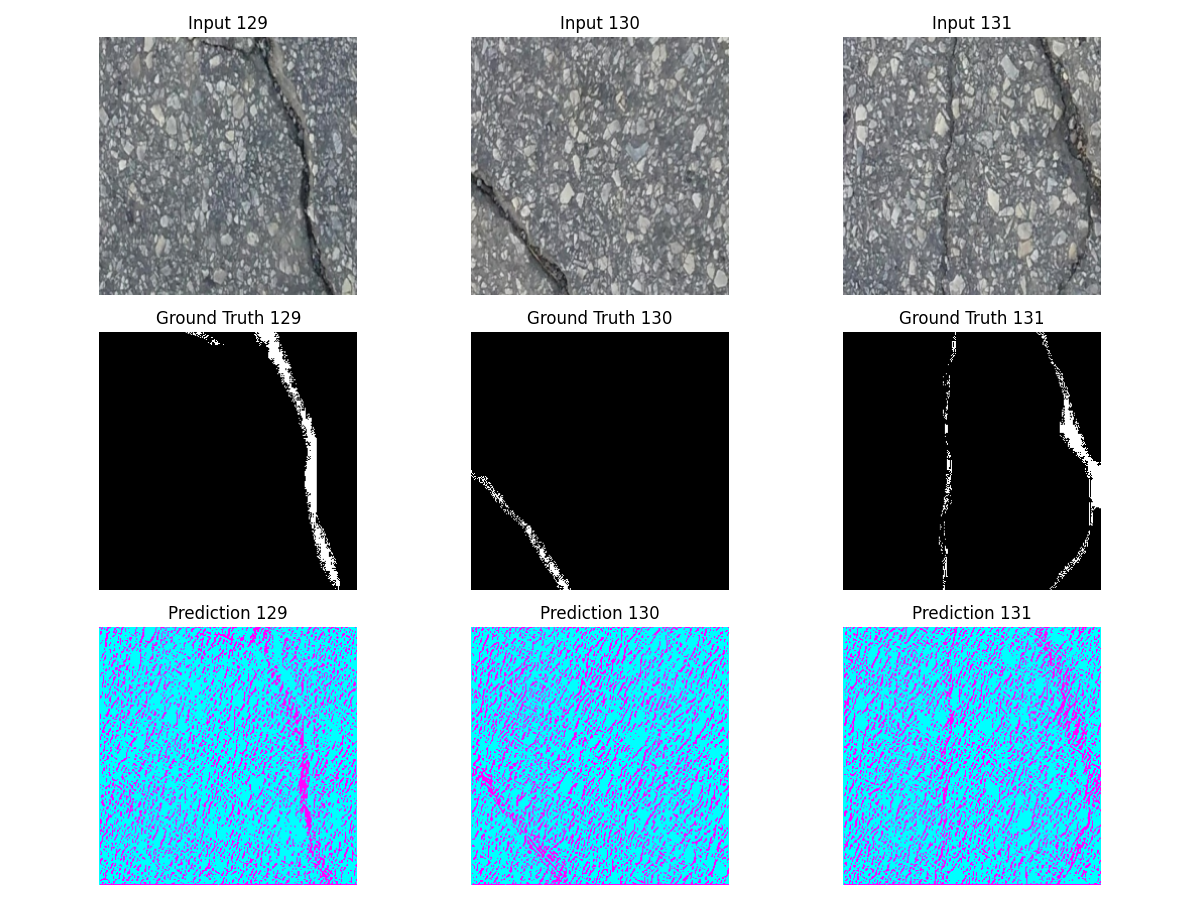 Input 129
Input 130
Input 131
Ground Truth 129
Ground Truth 130
Ground Truth 131
Prediction 129
Prediction 130
Prediction 131